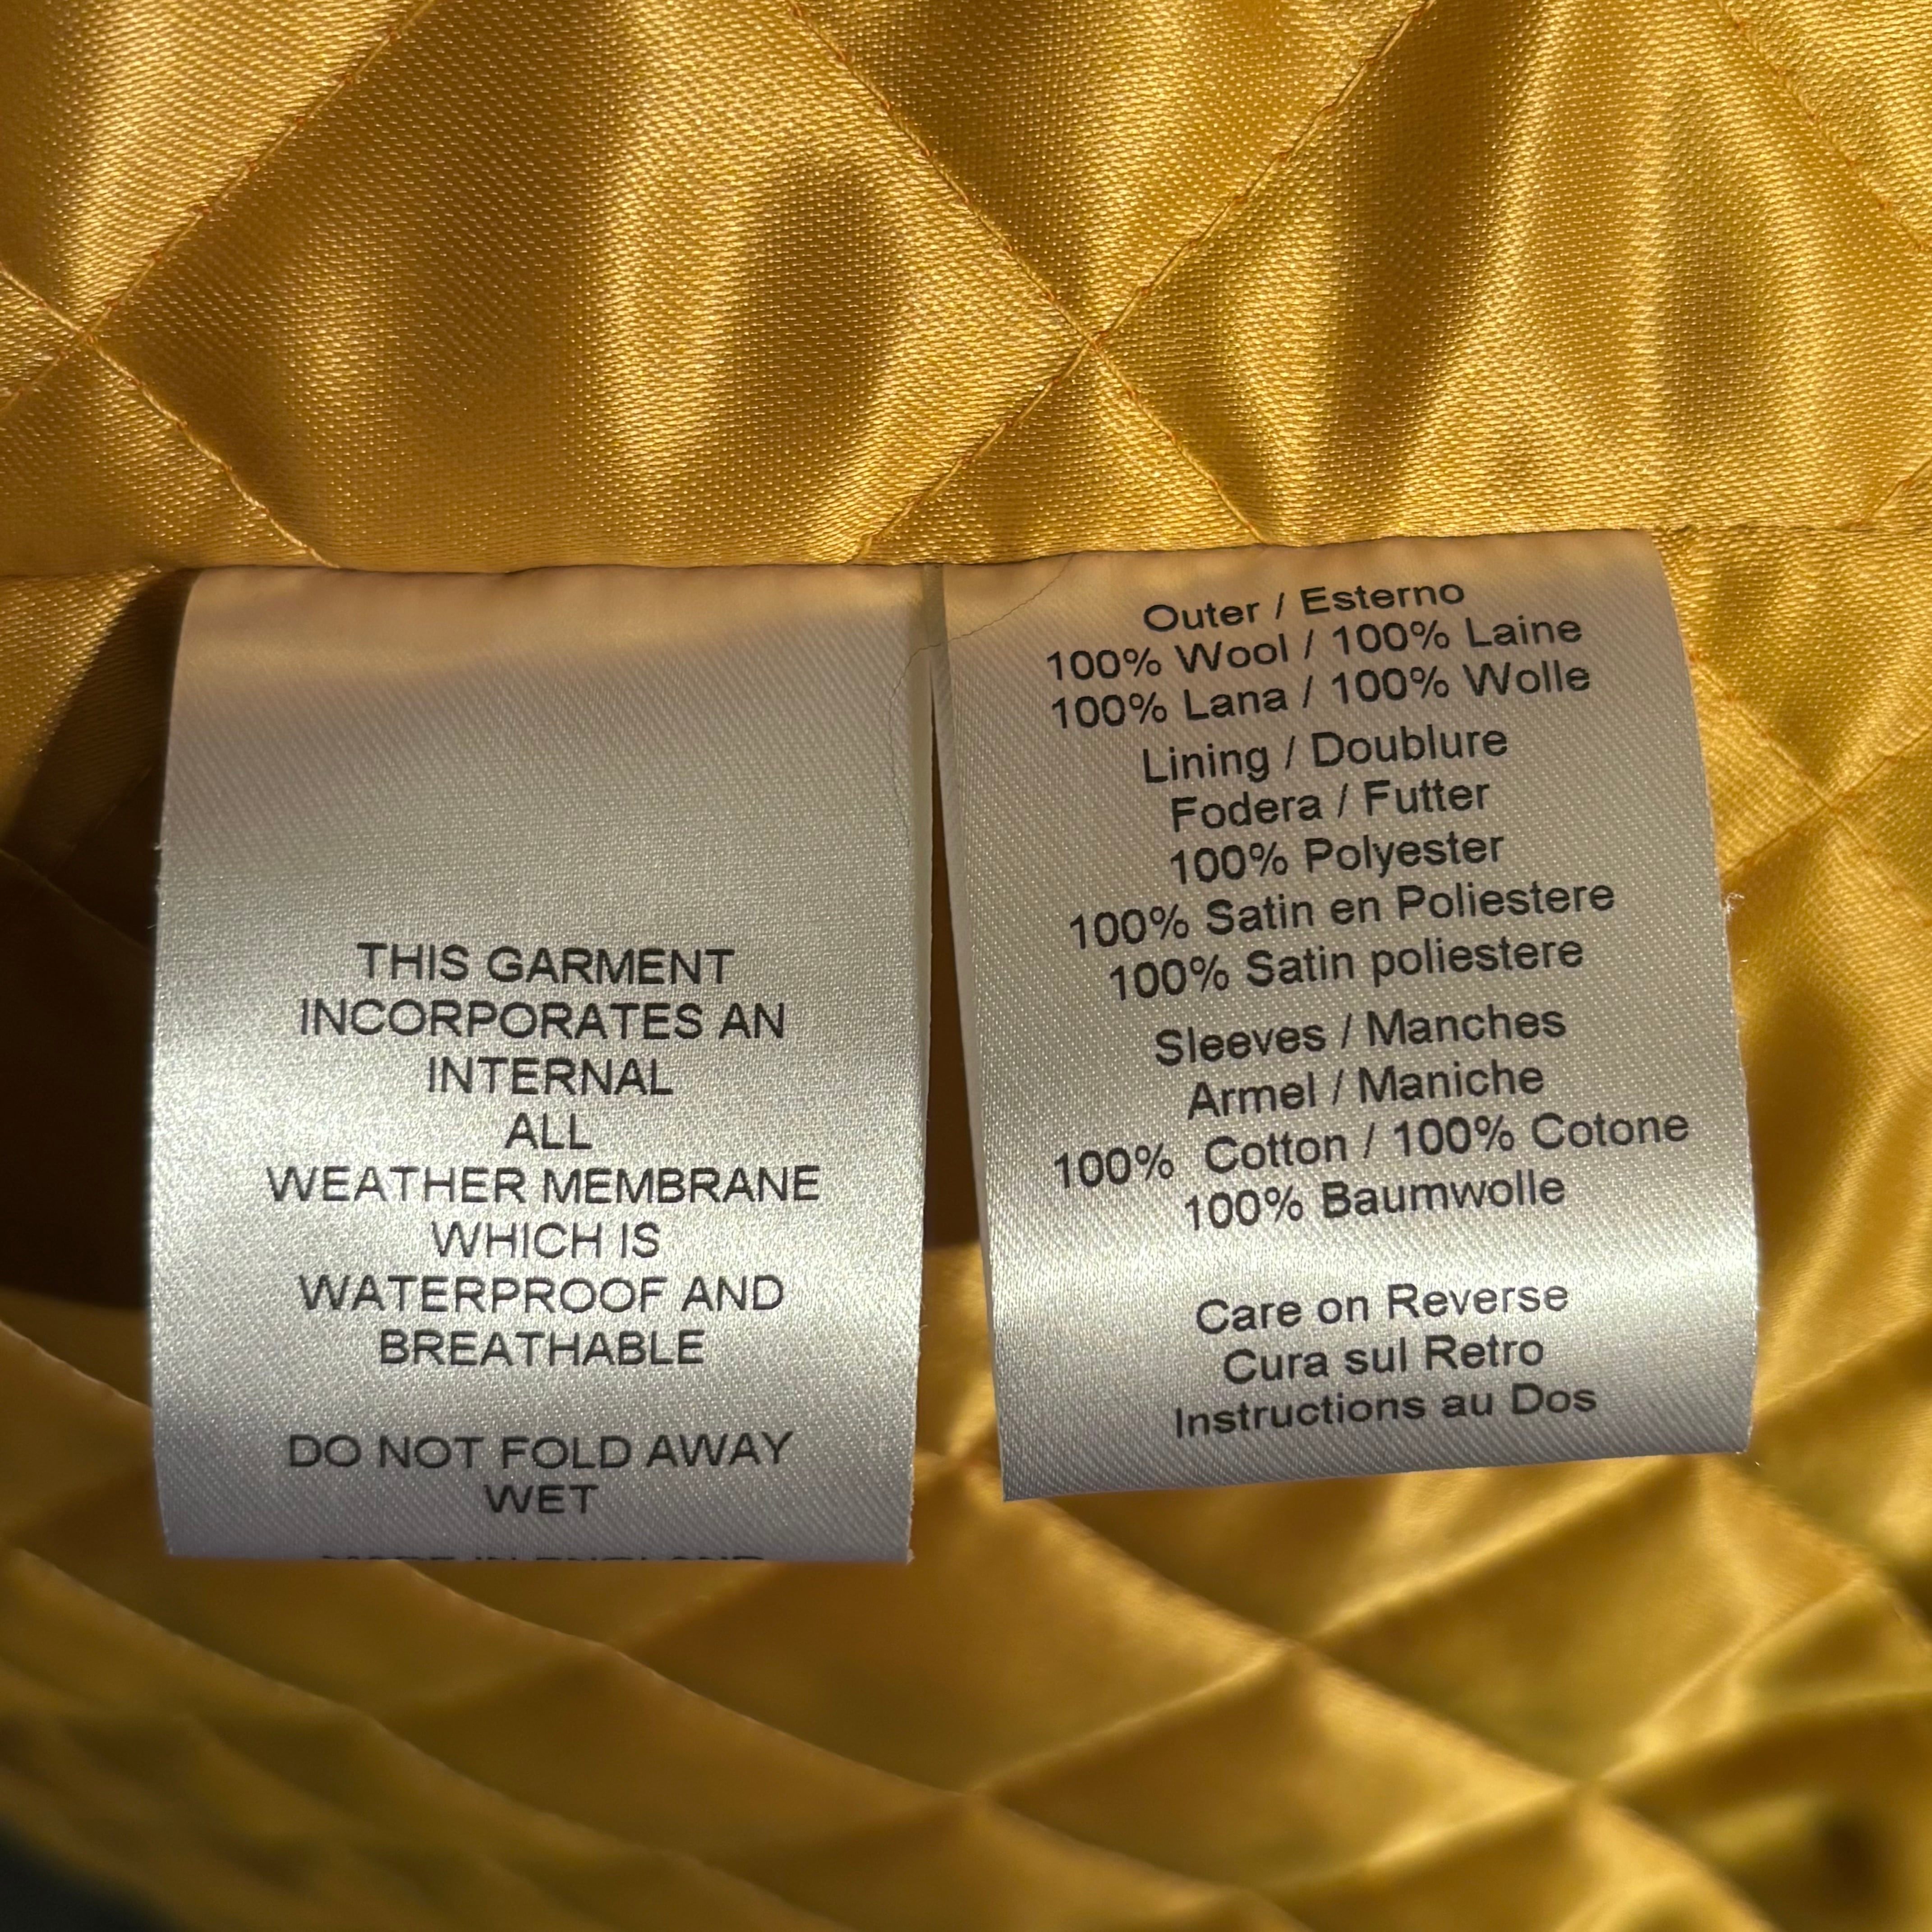 THIS GARMENT
INCORPORATES AN
INTERNAL
ALL
WEATHER MEMBRANE
WHICH IS
WATERPROOF AND
BREATHABLE
DO NOT FOLD AWAY
WET
Outer / Esterno
100% Wool / 100% Laine
100% Lana / 100% Wolle
Lining / Doublure
Fodera / Futter
100% Polyester
100% Satin en Poliestere
100% Satin poliestere
Sleeves / Manches
Armel / Maniche
100% Cotton / 100% Cotone
100% Baumwolle
Care on Reverse
Cura sul Retro
Instructions au Dos